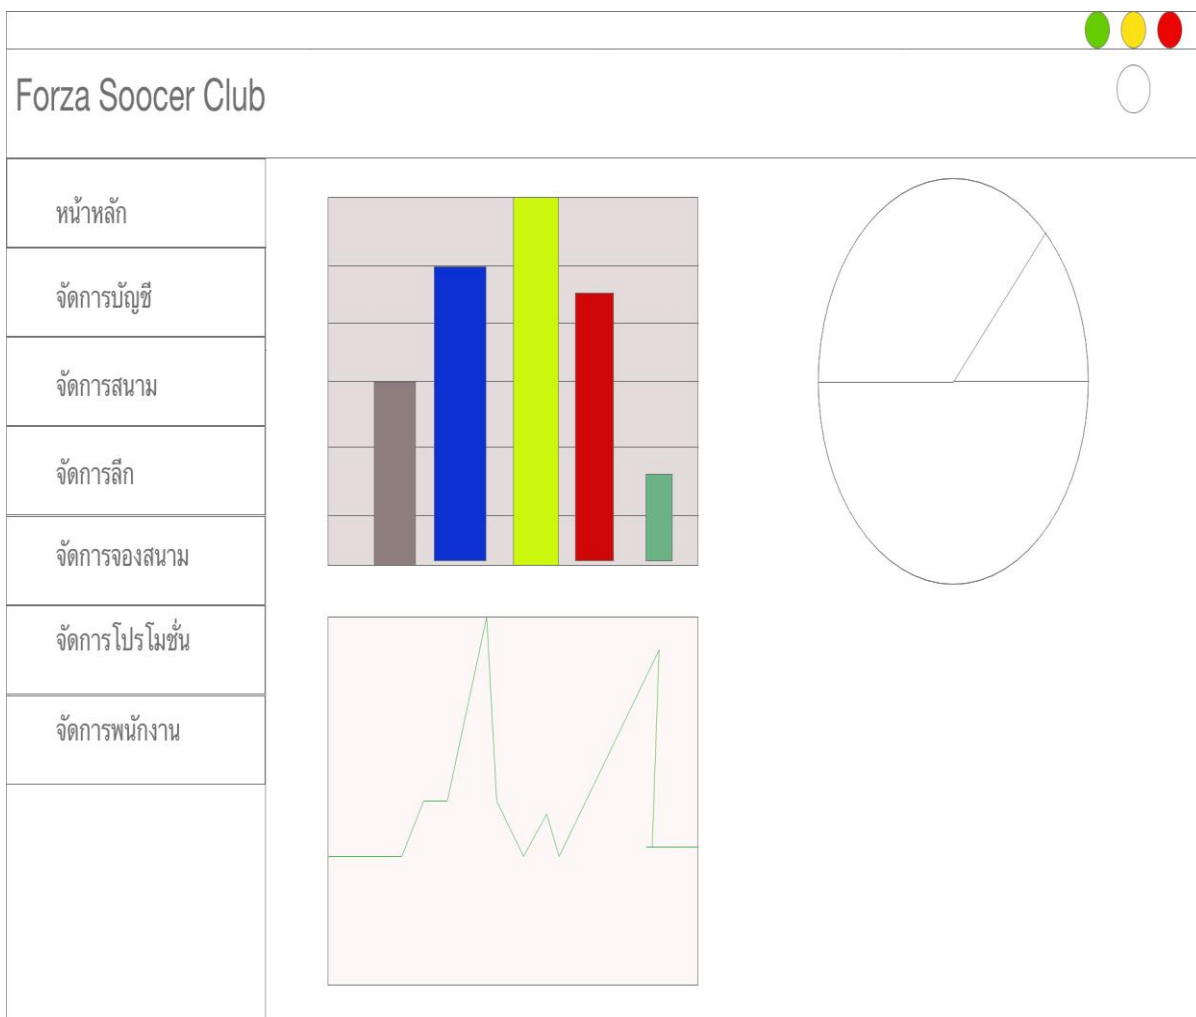 Forza Soocer Club
หน้าหลัก
จัดการบัญชี
จัดการสนาม
จัดการลีก
จัดการจองสนาม
จัดการโปรโมชั่น
จัดการพนักงาน